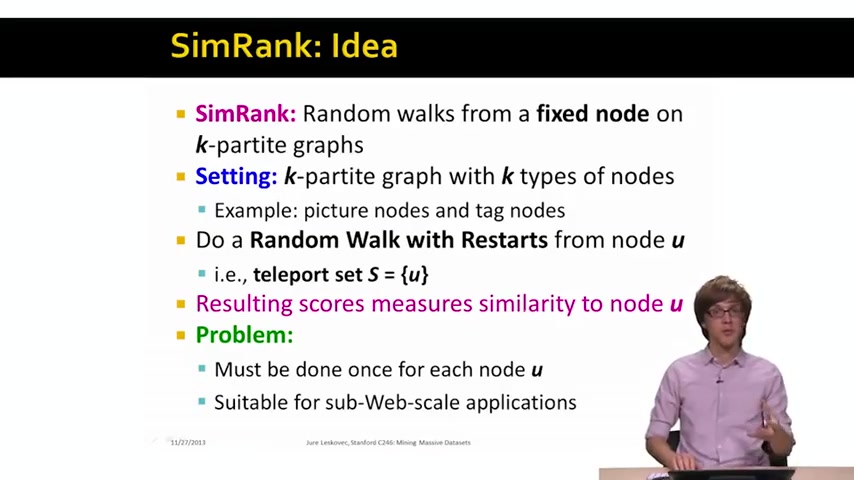 SimRank: Idea
SimRank: Random walks from a fixed node on
k-partite graphs
Setting: k-partite graph with k types of nodes
Example: picture nodes and tag nodes
Do a Random Walk with Restarts from node u
i.e., teleport set S = {u}
Resulting scores measures similarity to node u
Problem:
Must be done once for each node u
Suitable for sub-Web-scale applications
11/27/2013
Jure Leskovec, Stanford C246: Mining Massive Datasets